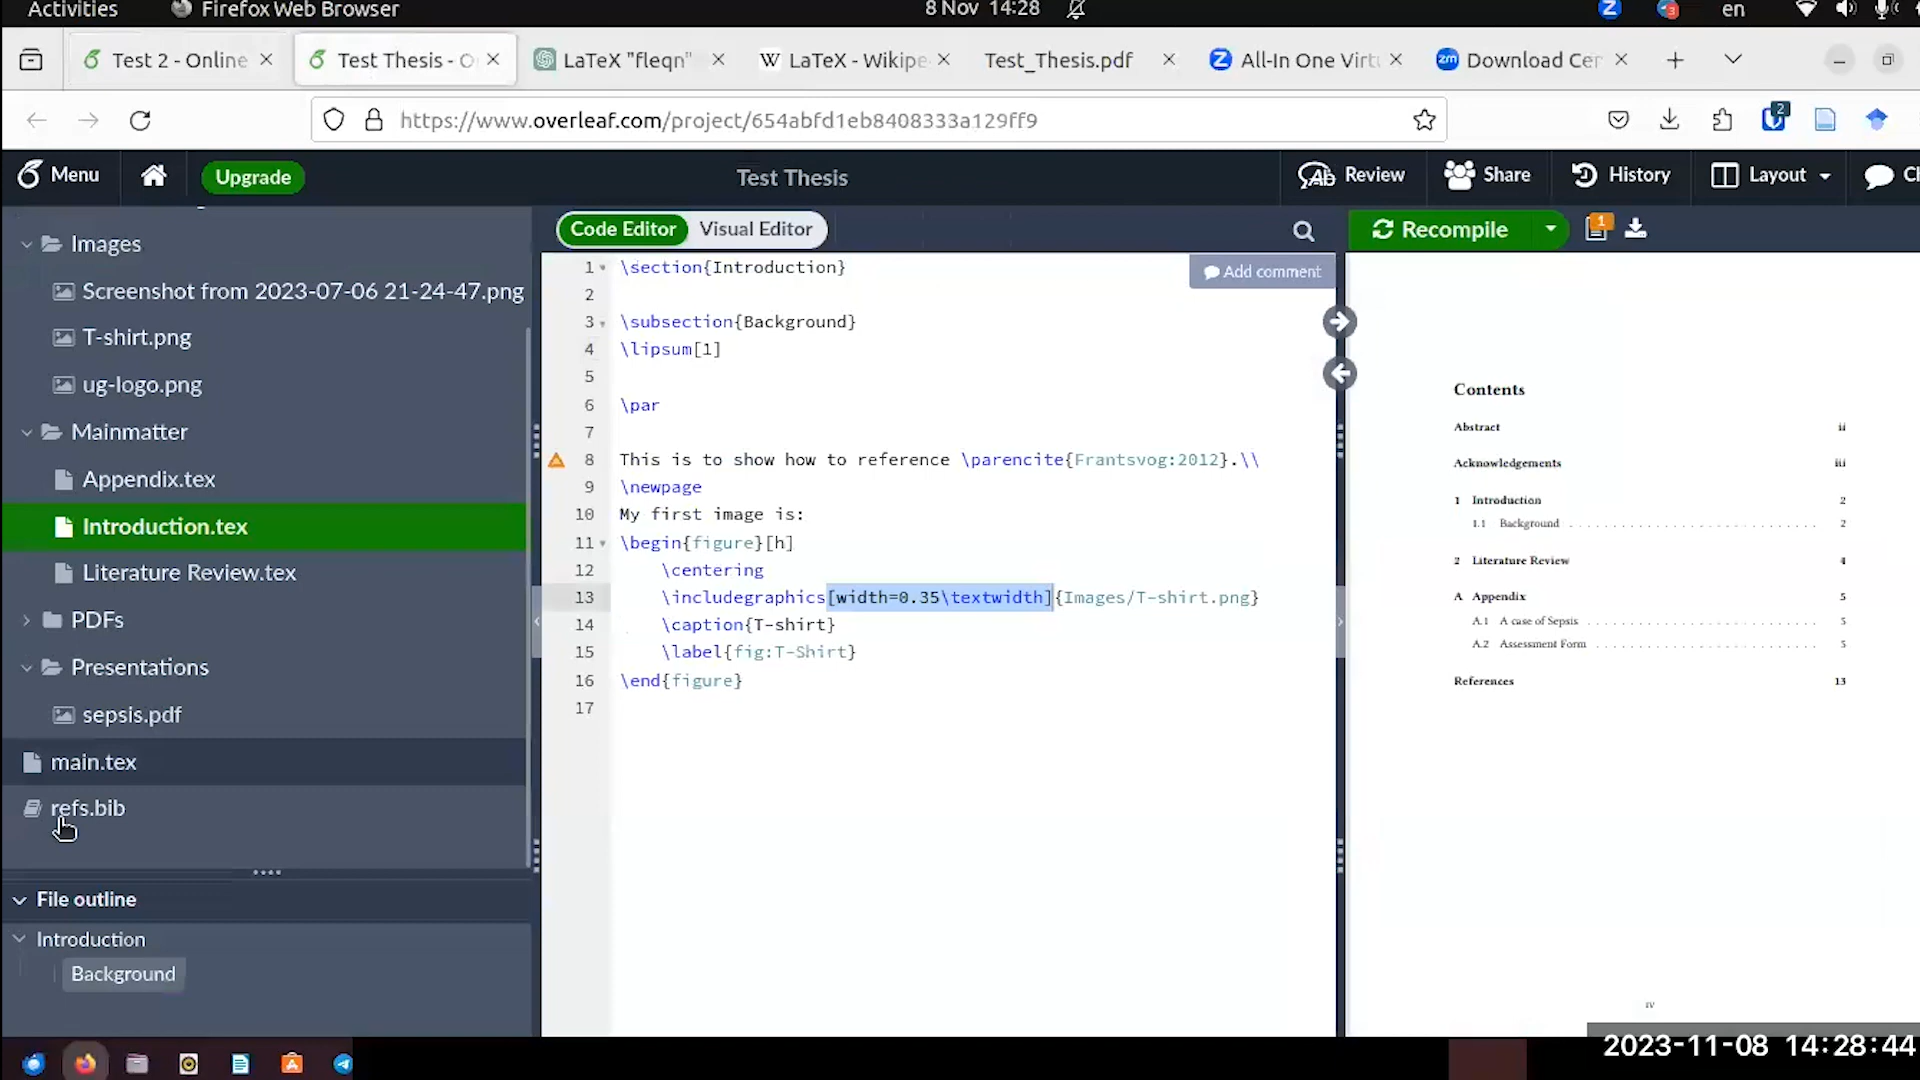 Activities
Firefox Web Browser
8 Nov 14:28
3
en
Test 2 - Online
Test Thesis - O
LaTeX "fleqn"
W LaTeX - Wikipe
Test_Thesis.pdf
Z All-In One Virtu
zm Download Cer
https://www.overleaf.com/project/654abfd1eb8408333a129ff9
2
Menu
Upgrade
Test Thesis
Review
Share
History
Layout
Ch
Images
Screenshot from 2023-07-06 21-24-47.png
T-shirt.png
ug-logo.png
Mainmatter
Appendix.tex
Introduction.tex
Literature Review.tex
PDFs
Presentations
sepsis.pdf
main.tex
refs.bib
File outline
Introduction
Background
Code Editor
Visual Editor
Add comment
1 \section{Introduction}
2
3 \subsection{Background}
4 \lipsum[1]
5
6 \par
7
8 This is to show how to reference \parencite{Frantsvog:2012}.\\
9 \newpage
10 My first image is:
11 \begin{figure}[h]
12 \centering
13 \includegraphics[width=0.35\textwidth]{Images/T-shirt.png}
14 \caption{T-shirt}
15 \label{fig:T-Shirt}
16 \end{figure}
17
Recompile
1
Contents
Abstract ii
Acknowledgements iii
1 Introduction 2
1.1 Background 2
2 Literature Review 4
A Appendix 5
A.1 A case of Sepsis 5
A.2 Assessment Form 5
References 13
iv
2023-11-08 14:28:44